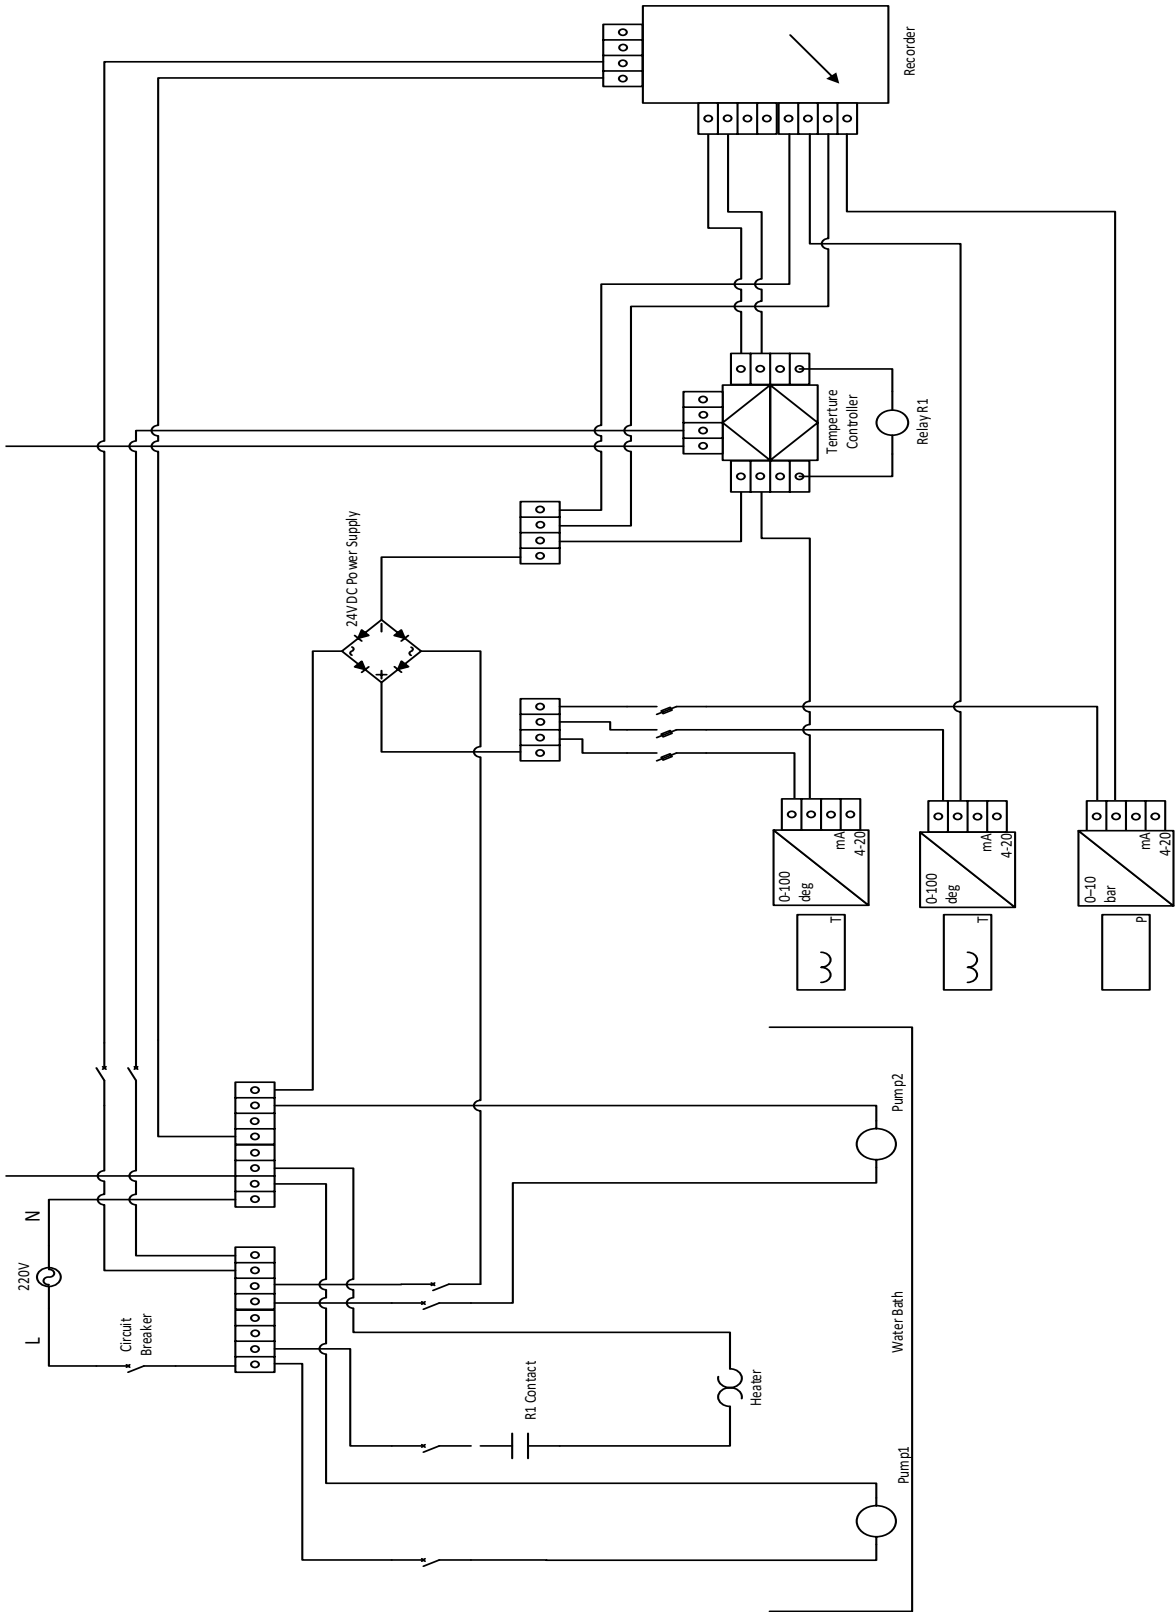 Recorder
Temperture
Controller
Relay R1
24V DC Power Supply
0-100
deg
mA
4-20
T
0-100
deg
mA
4-20
T
0–10
bar
mA
4-20
P
220V
L
N
Circuit
Breaker
R1 Contact
Heater
Pump1
Water Bath
Pump2